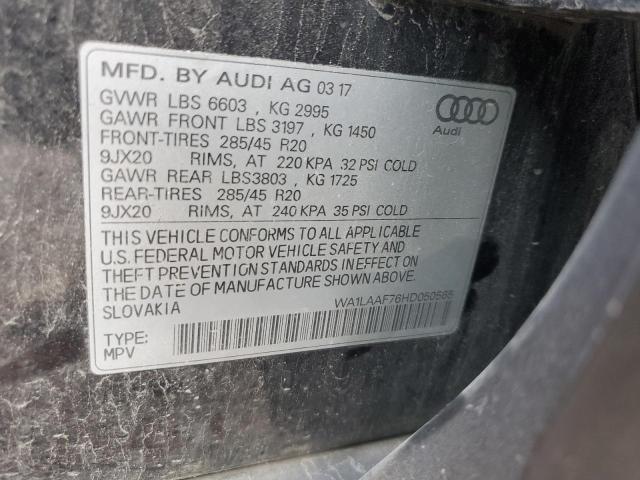 MFD. BY AUDI AG 03 17
GVWR LBS 6603 , KG 2995
GAWR FRONT LBS 3197 , KG 1450
FRONT-TIRES 285/45 R20
9JX20 RIMS, AT 220 KPA 32 PSI COLD
GAWR REAR LBS3803 , KG 1725
REAR-TIRES 285/45 R20
9JX20 RIMS, AT 240 KPA 35 PSI COLD
Audi
THIS VEHICLE CONFORMS TO ALL APPLICABLE
U.S. FEDERAL MOTOR VEHICLE SAFETY AND
THEFT PREVENTION STANDARDS IN EFFECT ON
THE DATE OF MANUFACTURE SHOWN ABOVE.
SLOVAKIA
WA1LAAF76HD050565
TYPE:
MPV